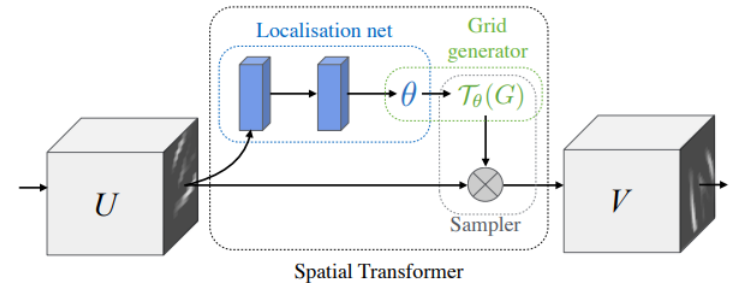 Localisation net
Grid
generator
θ
𝒯θ(G)
U
V
Sampler
Spatial Transformer